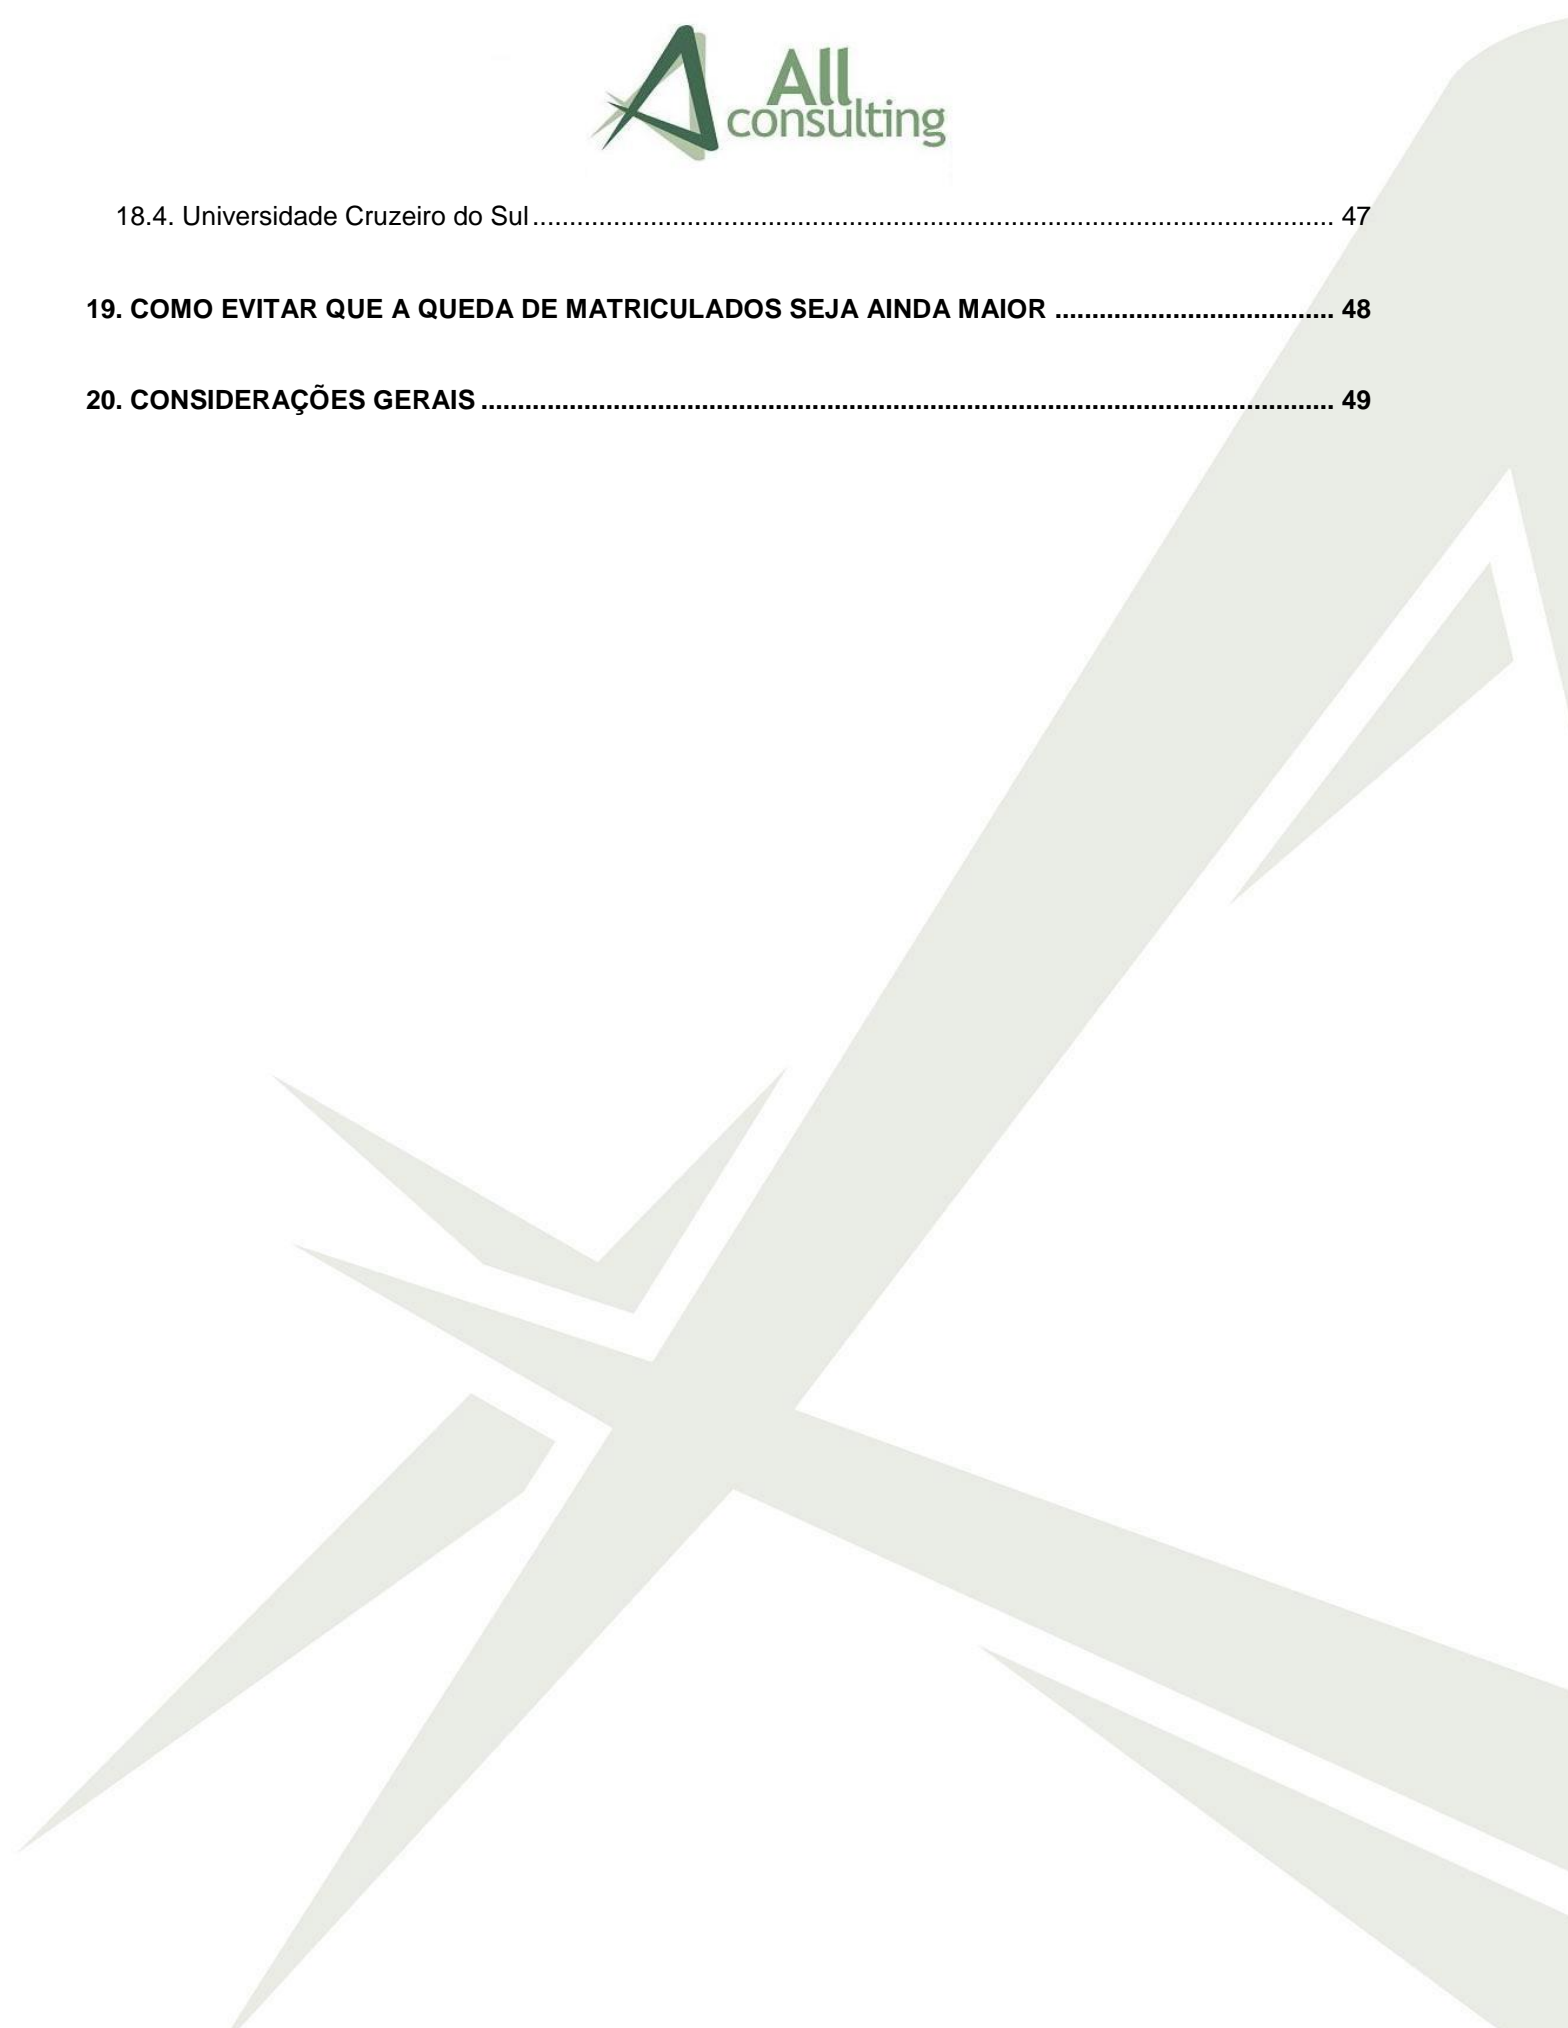 All
consulting
18.4. Universidade Cruzeiro do Sul............................................................................................................. 47
19. COMO EVITAR QUE A QUEDA DE MATRICULADOS SEJA AINDA MAIOR ...................................... 48
20. CONSIDERAÇÕES GERAIS .................................................................................................................... 49